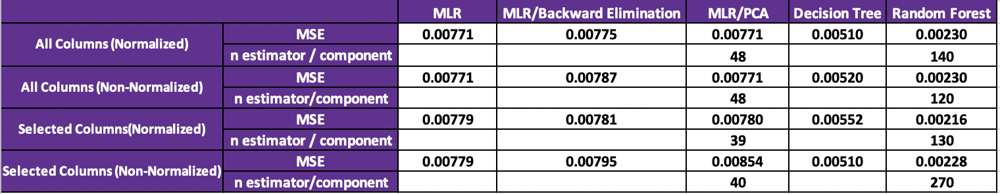 MLR MLR/Backward Elimination MLR/PCA Decision Tree Random Forest
All Columns (Normalized) MSE 0.00771 0.00775 0.00771 0.00510 0.00230
n estimator / component 48 140
All Columns (Non-Normalized) MSE 0.00771 0.00787 0.00771 0.00520 0.00230
n estimator/component 48 120
Selected Columns(Normalized) MSE 0.00779 0.00781 0.00780 0.00552 0.00216
n estimator / component 39 130
Selected Columns (Non-Normalized) MSE 0.00779 0.00795 0.00854 0.00510 0.00228
n estimator/component 40 270